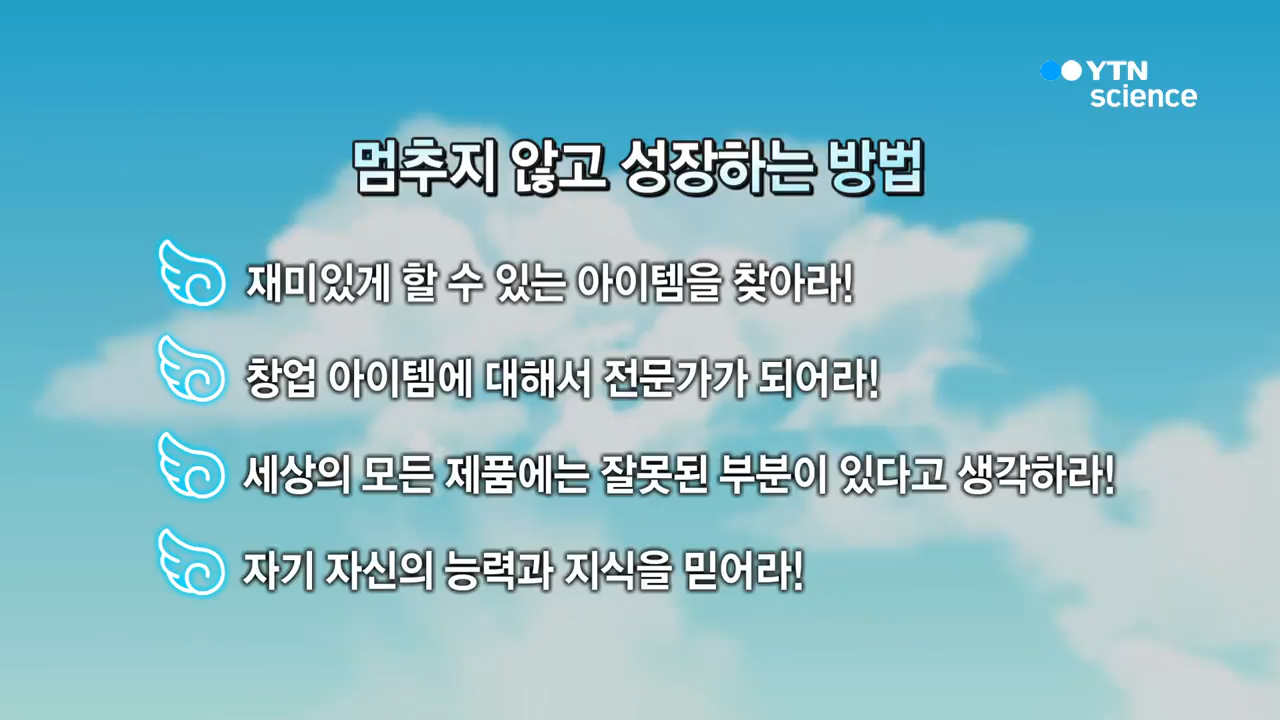 YTN
science
멈추지 않고 성장하는 방법
재미있게 할 수 있는 아이템을 찾아라!
창업 아이템에 대해서 전문가가 되어라!
세상의 모든 제품에는 잘못된 부분이 있다고 생각하라!
자기 자신의 능력과 지식을 믿어라!